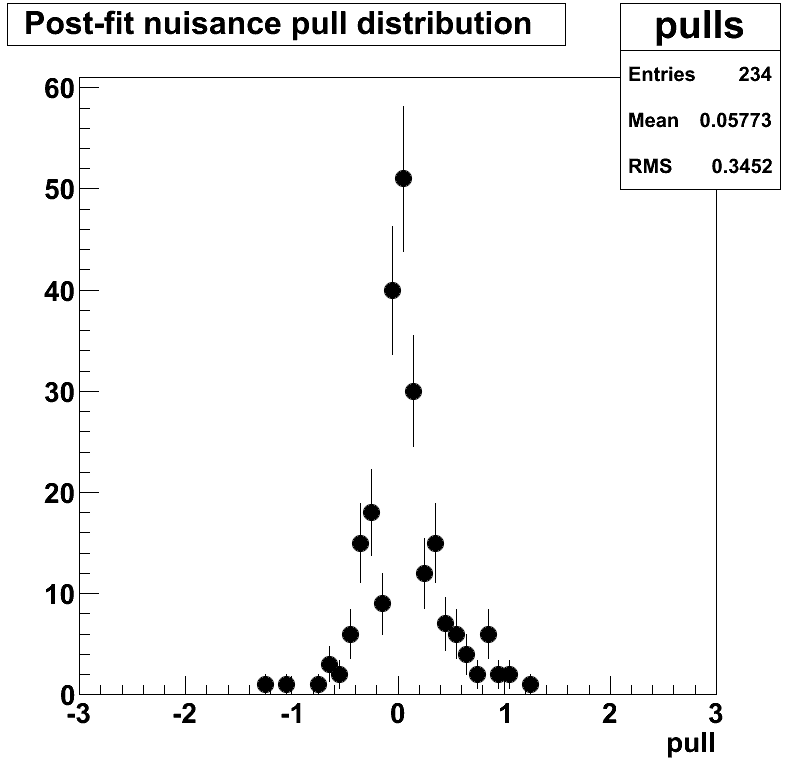 Post-fit nuisance pull distribution
pulls
Entries 234
Mean 0.05773
RMS 0.3452
60
50
40
30
20
10
0
-3 -2 -1 0 1 2 3
pull